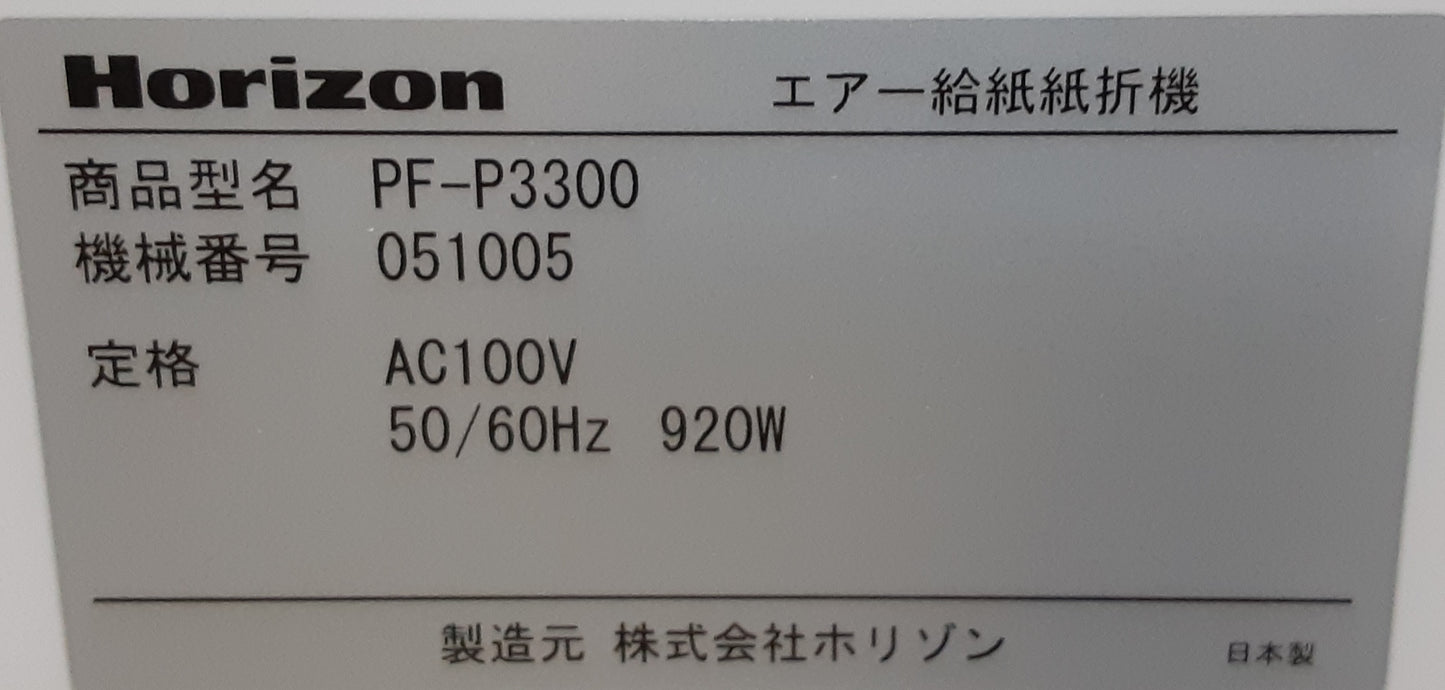 Horizon エアー給紙紙折機
商品型名 PF-P3300
機械番号 051005
定格 AC100V
50/60Hz 920W
製造元 株式会社ホリゾン 日本製